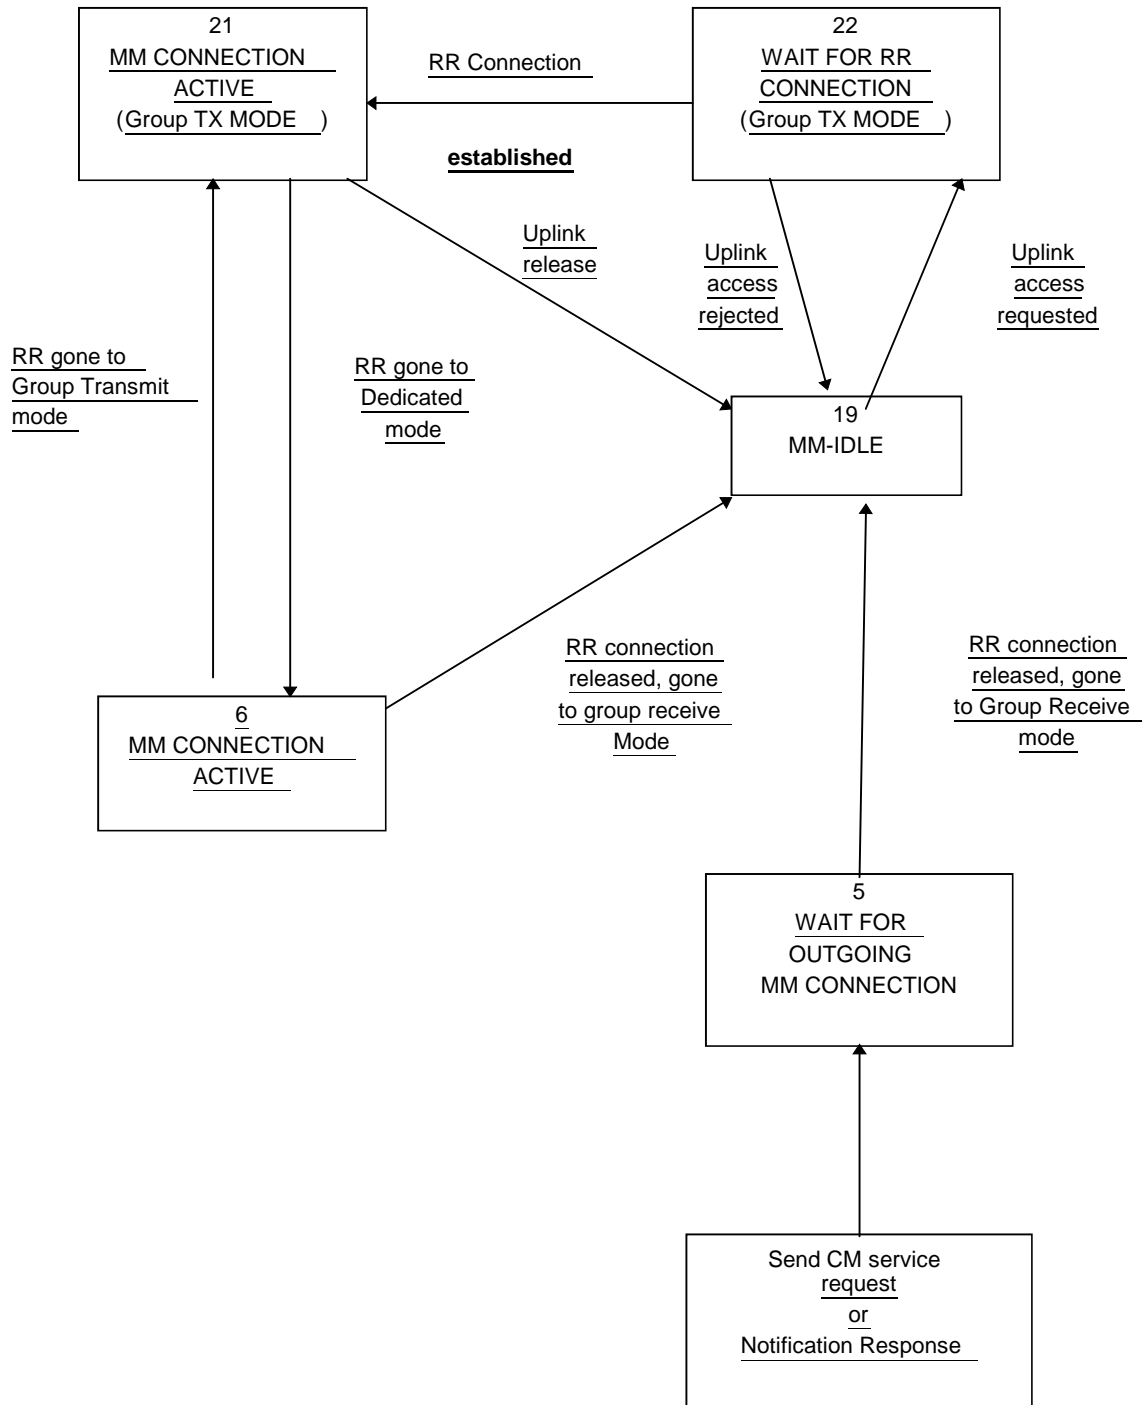 21
MM CONNECTION
ACTIVE
(Group TX MODE )
RR Connection
established
22
WAIT FOR RR
CONNECTION
(Group TX MODE )
Uplink
release
Uplink
access
rejected
Uplink
access
requested
RR gone to
Group Transmit
mode
RR gone to
Dedicated
mode
19
MM-IDLE
RR connection
released, gone
to group receive
Mode
RR connection
released, gone
to Group Receive
mode
6
MM CONNECTION
ACTIVE
5
WAIT FOR
OUTGOING
MM CONNECTION
Send CM service
request
or
Notification Response